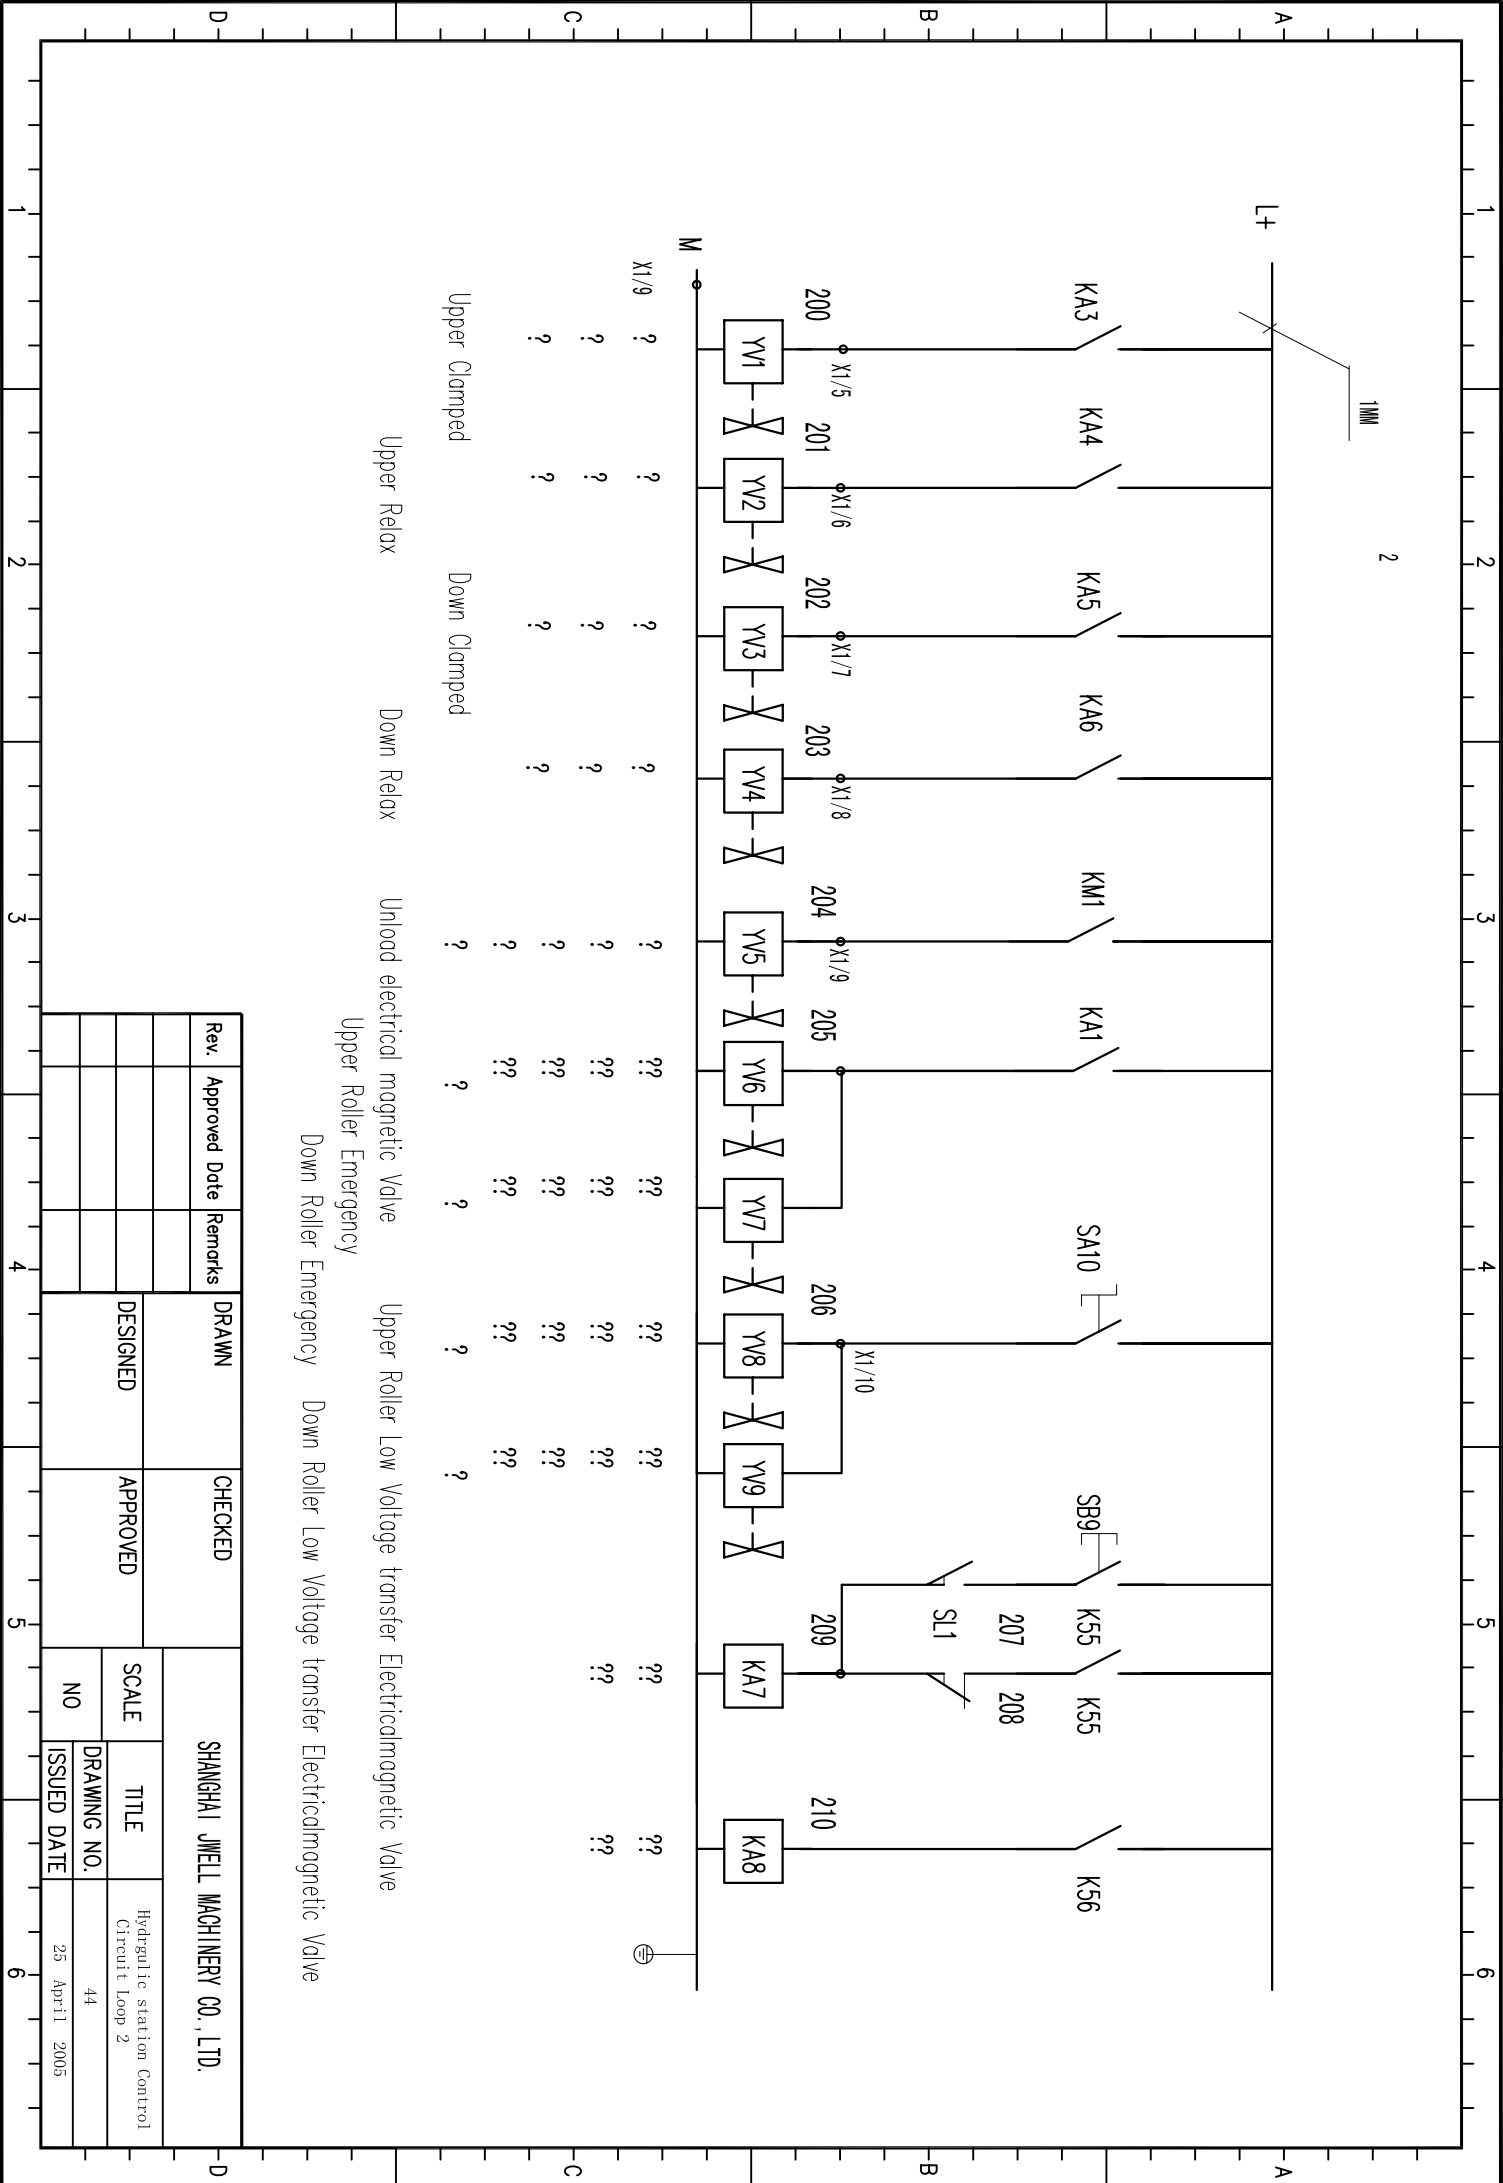 1 2 3 4 5 6
A
B
C
D
A
B
C
D
2
1MM
L+
KA3 KA4 KA5 KA6 KM1 KA1 SA10 SB9 K55 K55 K56
207 208
SL1
X1/5 X1/6 X1/7 X1/8 X1/9 X1/10
200 201 202 203 204 205 206 209 210
YV1 YV2 YV3 YV4 YV5 YV6 YV7 YV8 YV9 KA7 KA8
M
X1/9
? ? ? ? ? ?? ?? ?? ?? ?? ??
? ? ? ? ? ?? ?? ?? ?? ?? ??
? ? ? ? ? ?? ?? ?? ??
? ?? ?? ?? ??
? ? ? ? ?
Upper Clamped Down Clamped
Upper Relax Down Relax Unload electrical magnetic Valve Upper Roller Low Voltage transfer Electricalmagnetic Valve
Upper Roller Emergency
Down Roller Emergency Down Roller Low Voltage transfer Electricalmagnetic Valve
Rev. Approved Date Remarks
DRAWN
CHECKED
DESIGNED
APPROVED
SHANGHAI JWELL MACHINERY CO.,LTD.
SCALE
TITLE
Hydrgulic station Control
Circuit Loop 2
NO
DRAWING NO.
44
ISSUED DATE
25 April 2005
1 2 3 4 5 6